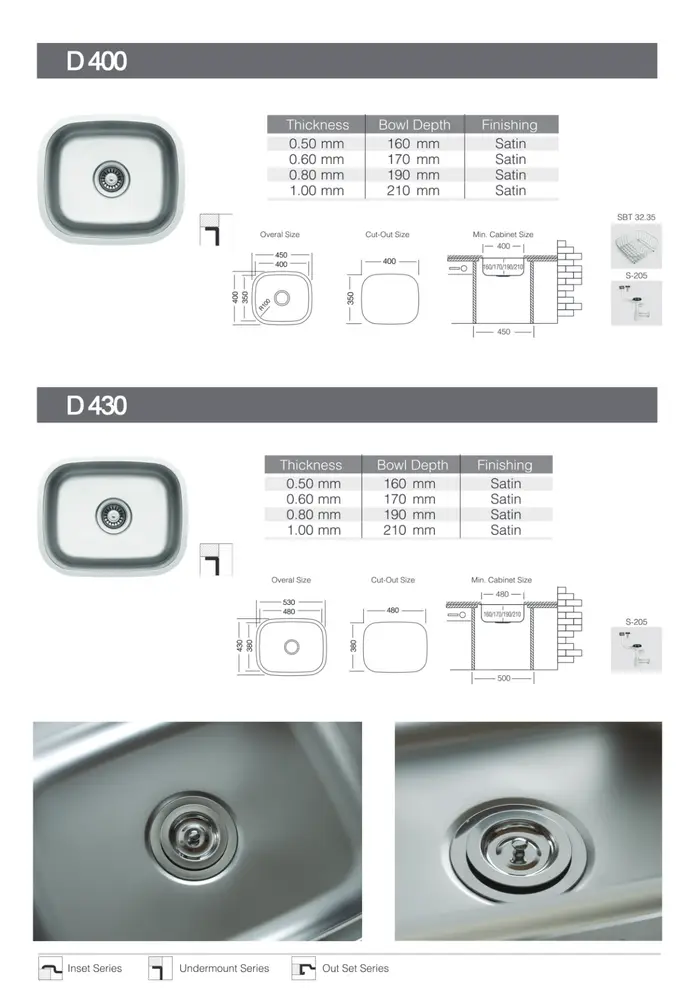 D 400
Thickness Bowl Depth Finishing
0.50 mm 160 mm Satin
0.60 mm 170 mm Satin
0.80 mm 190 mm Satin
1.00 mm 210 mm Satin
SBT 32.35
Overal Size Cut-Out Size Min. Cabinet Size
450
400
400
350
R100
400
350
400
160/170/190/210
450
S-205
D 430
Thickness Bowl Depth Finishing
0.50 mm 160 mm Satin
0.60 mm 170 mm Satin
0.80 mm 190 mm Satin
1.00 mm 210 mm Satin
Overal Size Cut-Out Size Min. Cabinet Size
530
480
430
380
480
380
480
160/170/190/210
500
S-205
Inset Series Undermount Series Out Set Series